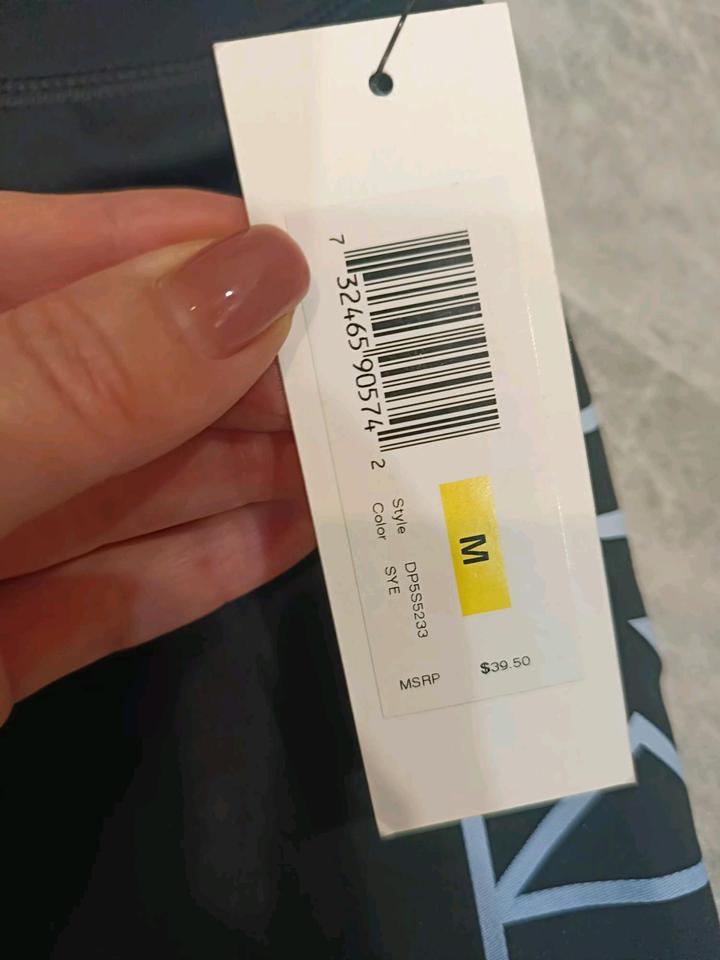 7 32465 90574 2
Style DP5S5233
Color SYE
M
MSRP $39.50